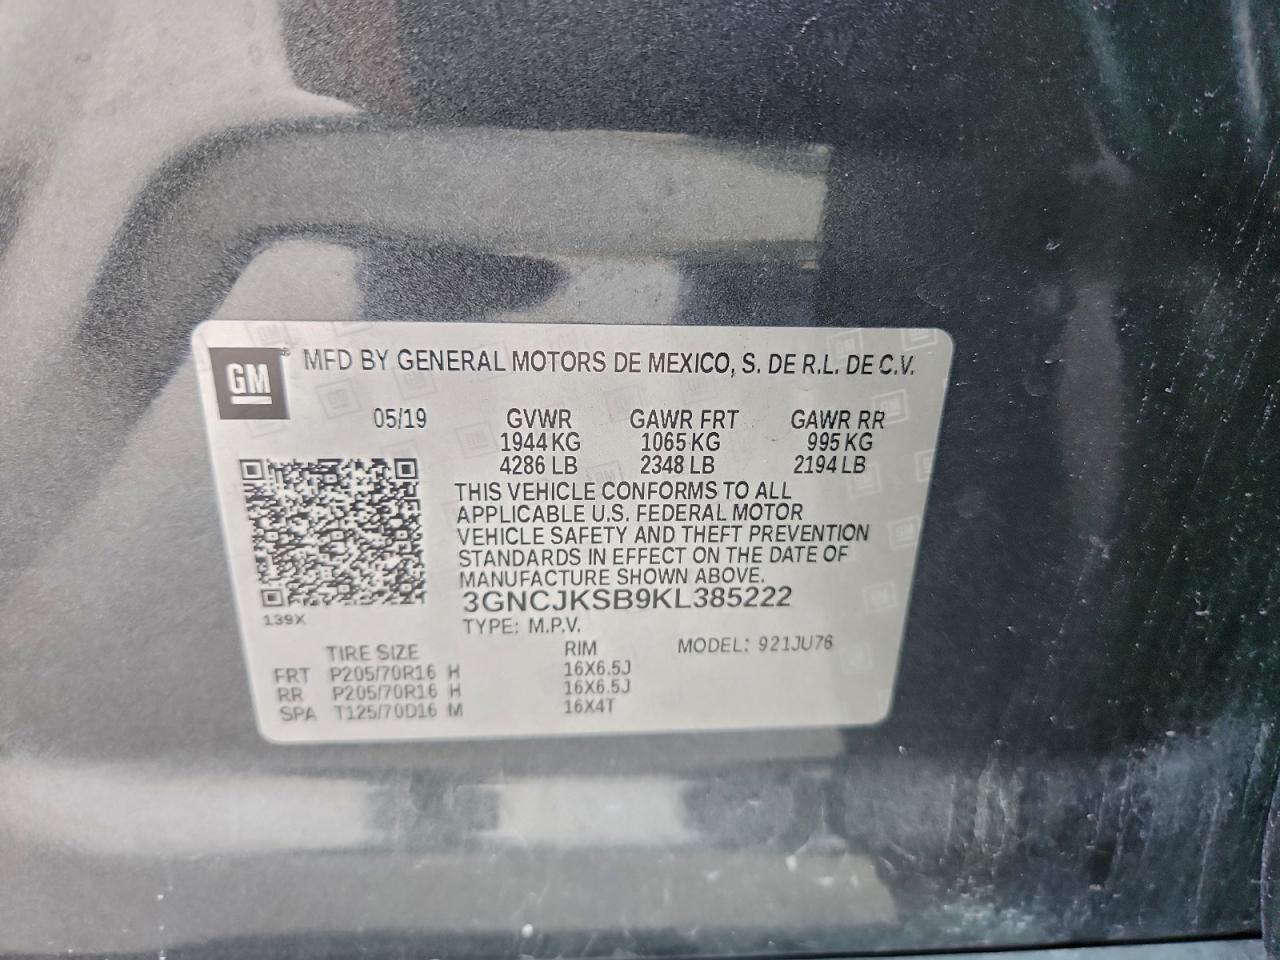 GM
MFD BY GENERAL MOTORS DE MEXICO, S. DE R.L. DE C.V.
05/19 GVWR GAWR FRT GAWR RR
1944 KG 1065 KG 995 KG
4286 LB 2348 LB 2194 LB
THIS VEHICLE CONFORMS TO ALL
APPLICABLE U.S. FEDERAL MOTOR
VEHICLE SAFETY AND THEFT PREVENTION
STANDARDS IN EFFECT ON THE DATE OF
MANUFACTURE SHOWN ABOVE.
3GNCJKSB9KL385222
139X
TYPE: M.P.V.
TIRE SIZE RIM MODEL: 921JU76
FRT P205/70R16 H 16X6.5J
RR P205/70R16 H 16X6.5J
SPA T125/70D16 M 16X4T